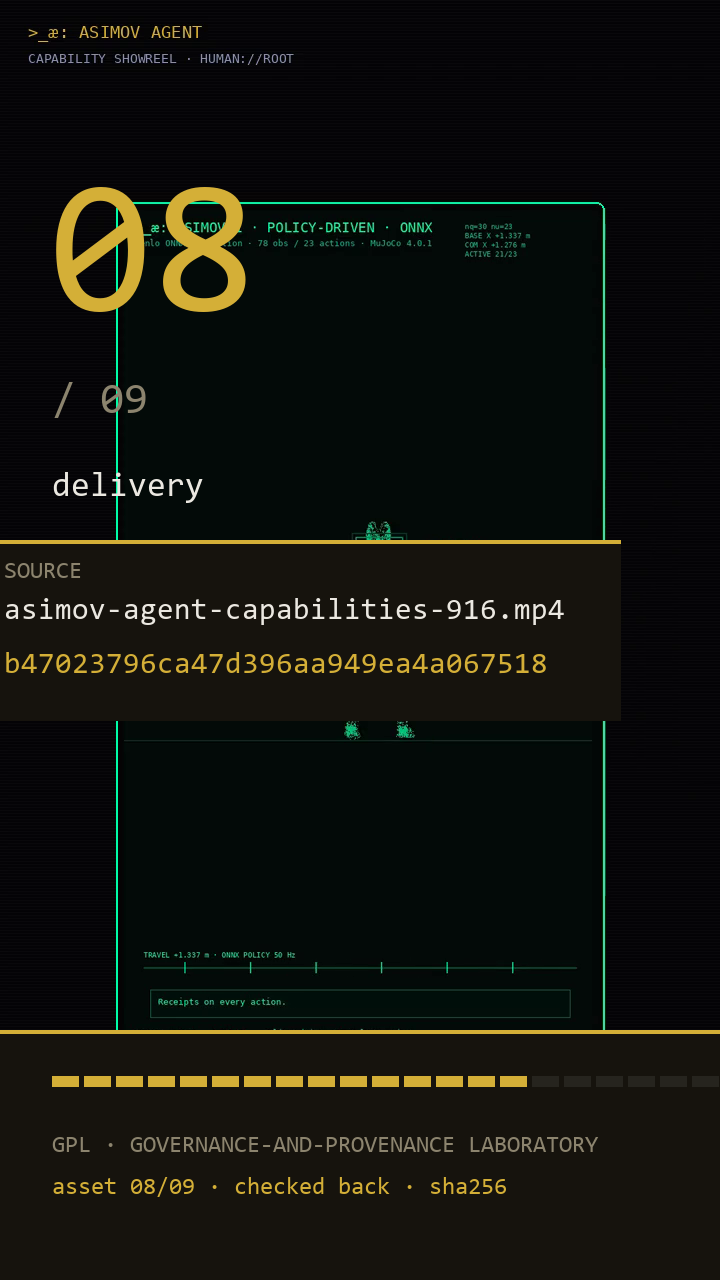 >_æ: ASIMOV AGENT
CAPABILITY SHOWREEL · HUMAN://ROOT
08
· POLICY-DRIVEN · ONNX
· 78 obs / 23 actions · MuJoCo 4.0.1
nq=30 nu=23
BASE X +1.337 m
COM X +1.276 m
ACTIVE 21/23
/ 09
delivery
SOURCE
asimov-agent-capabilities-916.mp4
b47023796ca47d396aa949ea4a067518
TRAVEL +1.337 m · ONNX POLICY 50 Hz
Receipts on every action.
GPL · GOVERNANCE-AND-PROVENANCE LABORATORY
asset 08/09 · checked back · sha256